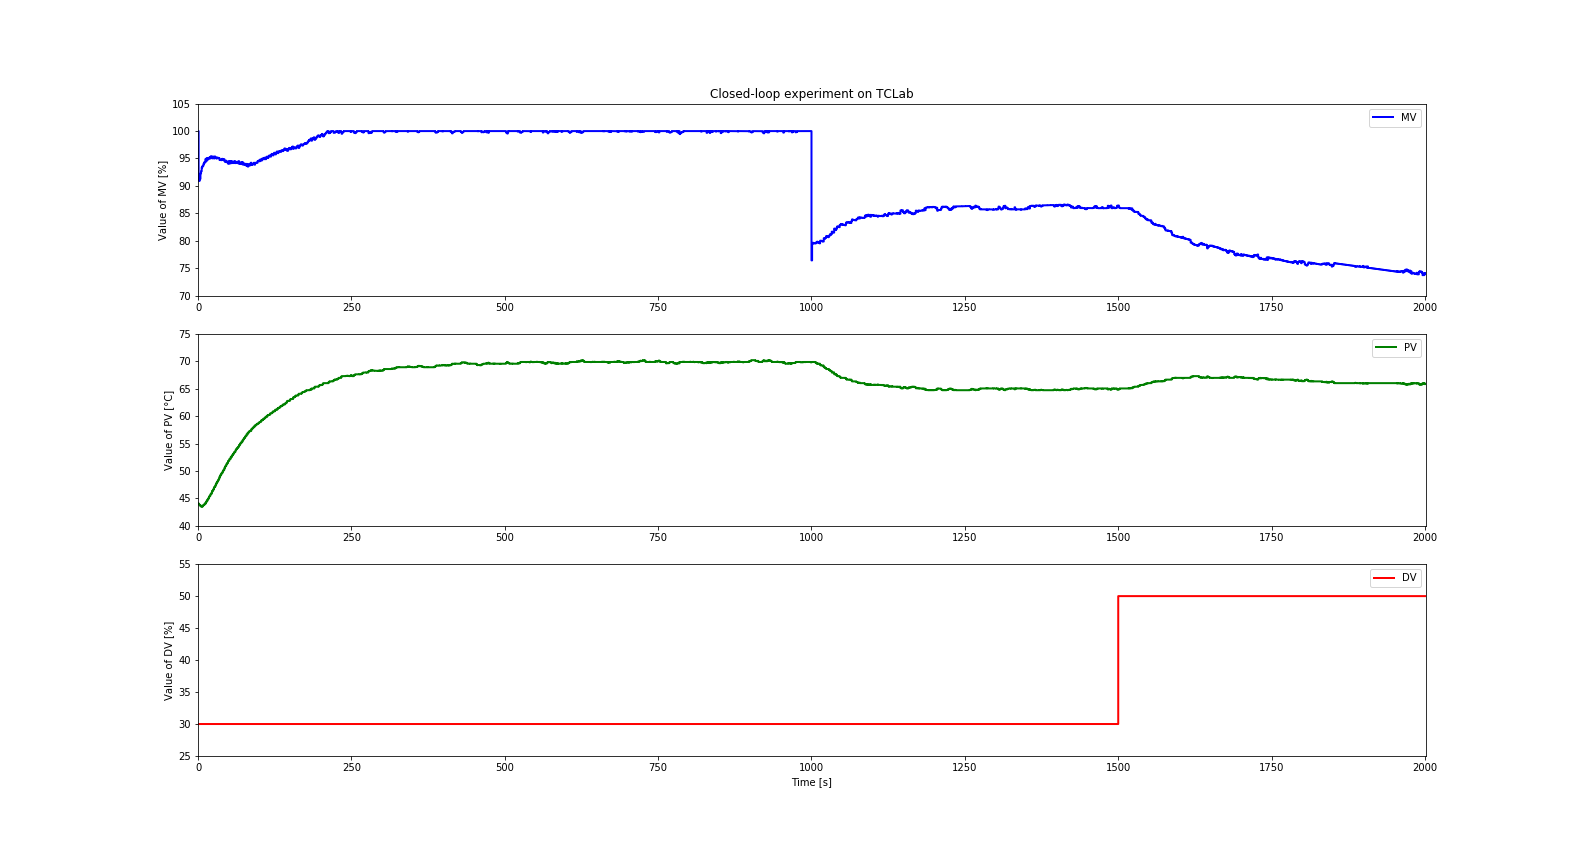 Closed-loop experiment on TCLab
Value of MV [%]
105
100
95
90
85
80
75
70
MV
0 250 500 750 1000 1250 1500 1750 2000
Value of PV [°C]
75
70
65
60
55
50
45
40
PV
0 250 500 750 1000 1250 1500 1750 2000
Value of DV [%]
55
50
45
40
35
30
25
DV
0 250 500 750 1000 1250 1500 1750 2000
Time [s]